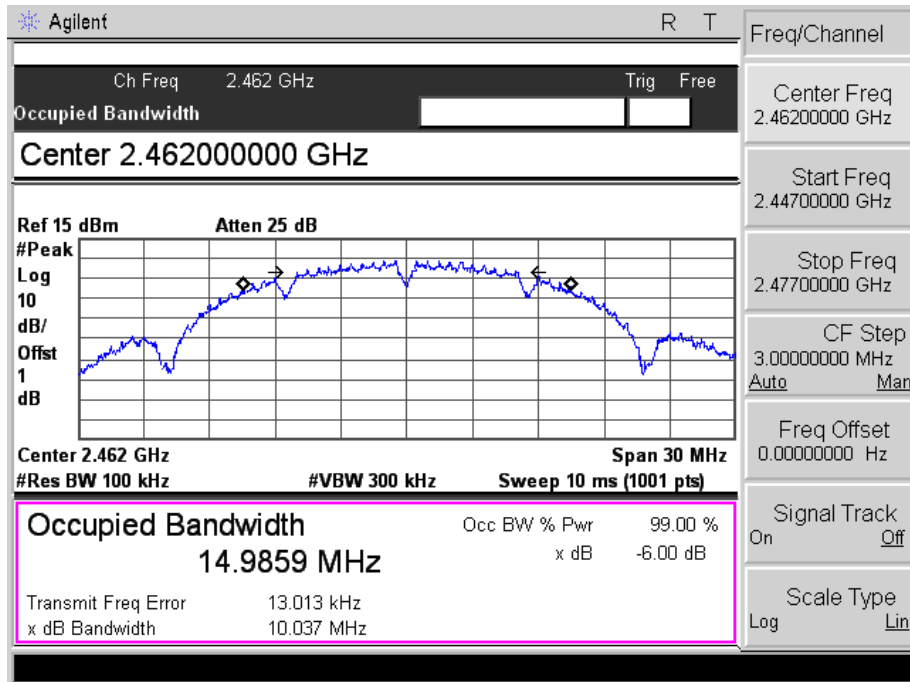 Agilent R T
Ch Freq 2.462 GHz Trig Free
Occupied Bandwidth
Center 2.462000000 GHz
Ref 15 dBm Atten 25 dB
#Peak
Log
10
dB/
Offst
1
dB
Center 2.462 GHz Span 30 MHz
#Res BW 100 kHz #VBW 300 kHz Sweep 10 ms (1001 pts)
Occupied Bandwidth Occ BW % Pwr 99.00 %
14.9859 MHz x dB -6.00 dB
Transmit Freq Error 13.013 kHz
x dB Bandwidth 10.037 MHz
Freq/Channel
Center Freq
2.46200000 GHz
Start Freq
2.44700000 GHz
Stop Freq
2.47700000 GHz
CF Step
3.00000000 MHz
Auto Man
Freq Offset
0.00000000 Hz
Signal Track
On Off
Scale Type
Log Lin